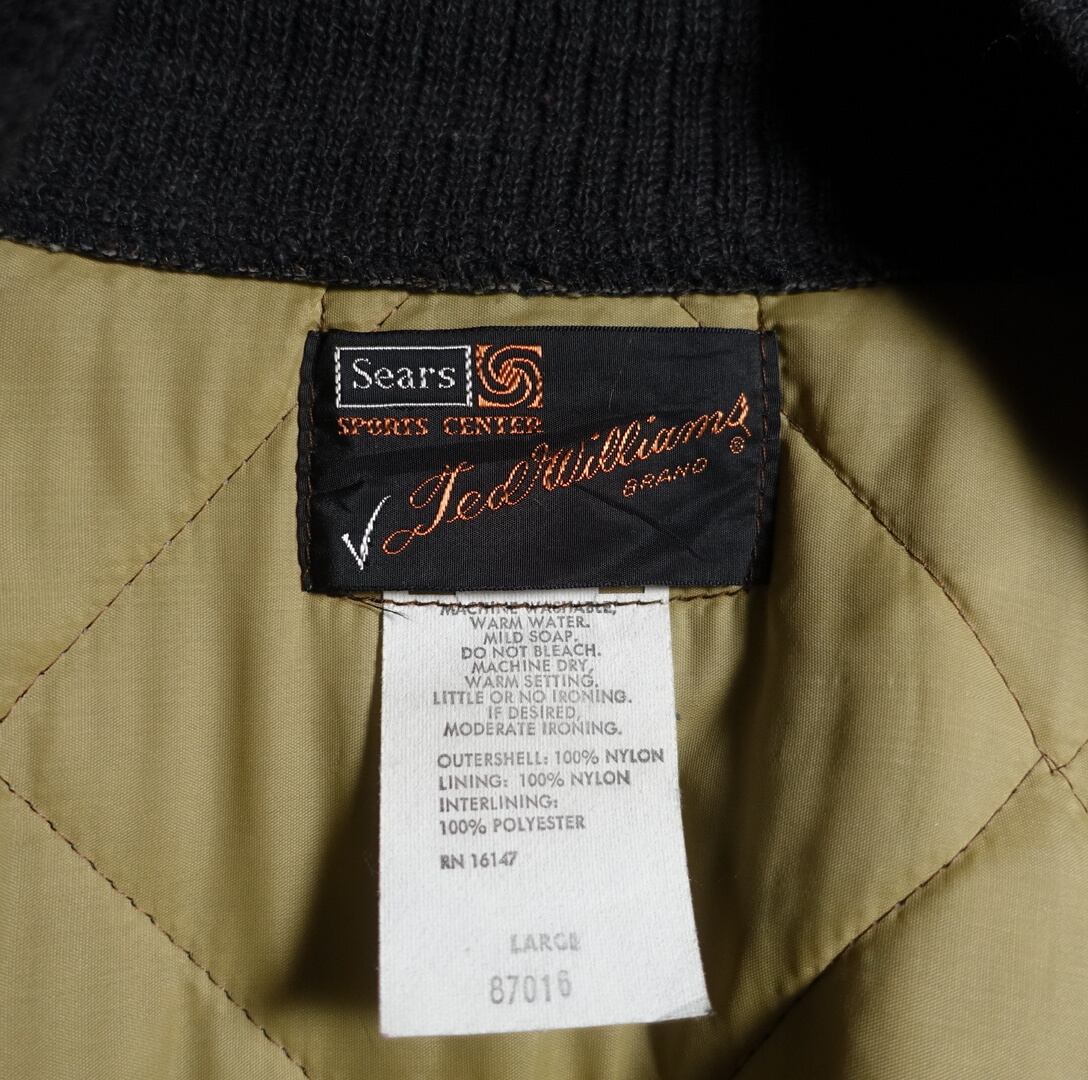 Sears
SPORTS CENTER
Ted Williams ®
BRAND
MACHINE WASHABLE,
WARM WATER.
MILD SOAP.
DO NOT BLEACH.
MACHINE DRY,
WARM SETTING.
LITTLE OR NO IRONING.
IF DESIRED,
MODERATE IRONING.
OUTERSHELL: 100% NYLON
LINING: 100% NYLON
INTERLINING:
100% POLYESTER
RN 16147
LARGE
87016